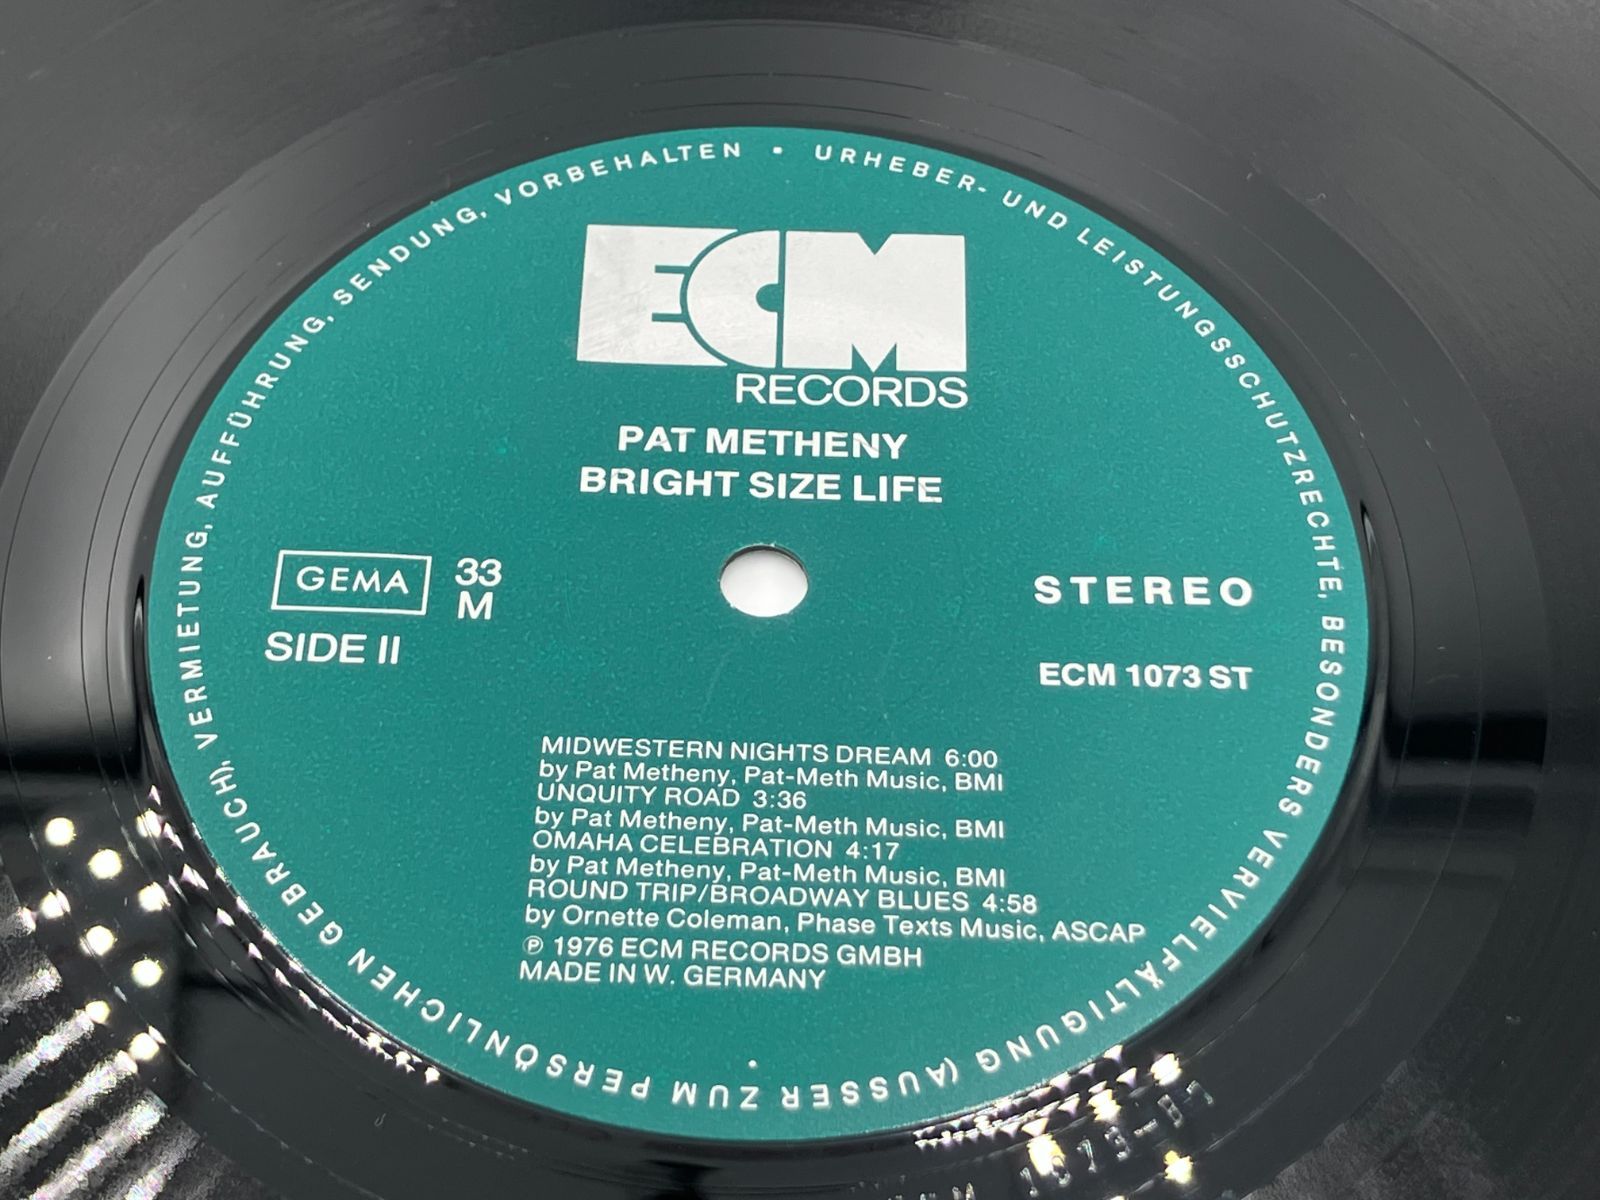 URHEBER- UND LEISTUNGSSCHUTZRECHTE, BESONDERS VERVIELFÄLTIGUNG (AUSSER ZUM PERSÖNLICHEN GEBRAUCH), VERMIETUNG, AUFFÜHRUNG, SENDUNG, VORBEHALTEN •
ECM
RECORDS
PAT METHENY
BRIGHT SIZE LIFE
GEMA 33
M
SIDE II
STEREO
ECM 1073 ST
MIDWESTERN NIGHTS DREAM 6:00
by Pat Metheny, Pat-Meth Music, BMI
UNQUITY ROAD 3:36
by Pat Metheny, Pat-Meth Music, BMI
OMAHA CELEBRATION 4:17
by Pat Metheny, Pat-Meth Music, BMI
ROUND TRIP/BROADWAY BLUES 4:58
by Ornette Coleman, Phase Texts Music, ASCAP
℗ 1976 ECM RECORDS GMBH
MADE IN W. GERMANY